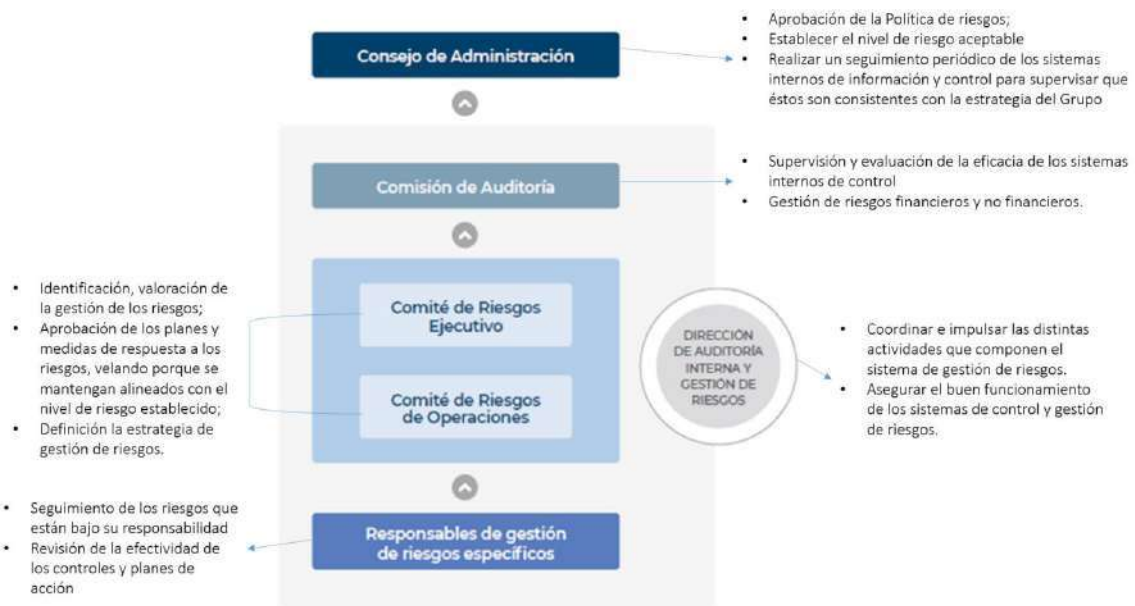 Consejo de Administración
• Aprobación de la Política de riesgos;
• Establecer el nivel de riesgo aceptable
• Realizar un seguimiento periódico de los sistemas
internos de información y control para supervisar que
éstos son consistentes con la estrategia del Grupo
Comisión de Auditoría
• Supervisión y evaluación de la eficacia de los sistemas
internos de control
• Gestión de riesgos financieros y no financieros.
• Identificación, valoración de
la gestión de los riesgos;
• Aprobación de los planes y
medidas de respuesta a los
riesgos, velando porque se
mantengan alineados con el
nivel de riesgo establecido;
• Definición la estrategia de
gestión de riesgos.
Comité de Riesgos
Ejecutivo
Comité de Riesgos
de Operaciones
DIRECCIÓN
DE AUDITORÍA
INTERNA Y
GESTIÓN DE
RIESGOS
• Coordinar e impulsar las distintas
actividades que componen el
sistema de gestión de riesgos.
• Asegurar el buen funcionamiento
de los sistemas de control y gestión
de riesgos.
• Seguimiento de los riesgos que
están bajo su responsabilidad
• Revisión de la efectividad de
los controles y planes de
acción
Responsables de gestión
de riesgos específicos